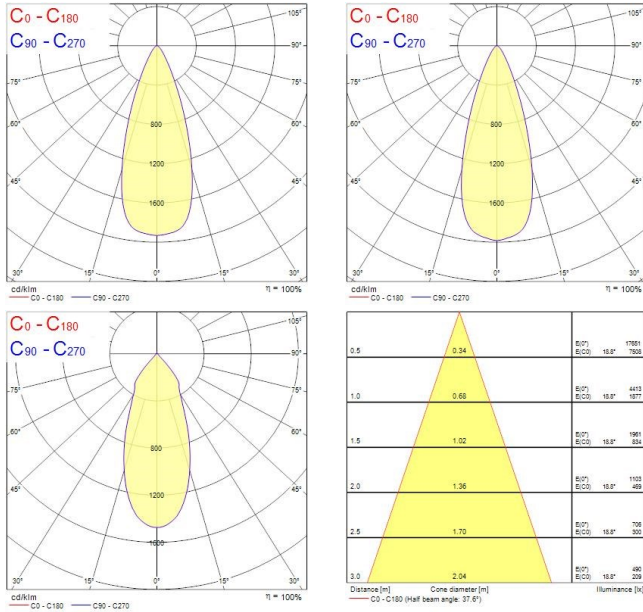 C0 - C180
C90 - C270
105°
90°
75°
75°
60°
60°
45°
45°
800
1200
1600
30°
15°
0°
15°
30°
cd/klm
η = 100%
C0 - C180
C90 - C270
C0 - C180
C90 - C270
105°
90°
75°
75°
60°
60°
45°
45°
800
1200
1600
30°
15°
0°
15°
30°
cd/klm
η = 100%
C0 - C180
C90 - C270
C0 - C180
C90 - C270
105°
90°
75°
75°
60°
60°
45°
45°
800
1200
1600
30°
15°
0°
15°
30°
cd/klm
η = 100%
C0 - C180
C90 - C270
0.5
0.34
E(0°) 17651
E(C0) 18.8° 7508
1.0
0.68
E(0°) 4413
E(C0) 18.8° 1877
1.5
1.02
E(0°) 1961
E(C0) 18.8° 834
2.0
1.36
E(0°) 1103
E(C0) 18.8° 469
2.5
1.70
E(0°) 706
E(C0) 18.8° 300
3.0
2.04
E(0°) 490
E(C0) 18.8° 209
Distance [m]
Cone diameter [m]
Illuminance [lx]
C0 - C180 (Half beam angle: 37.6°)